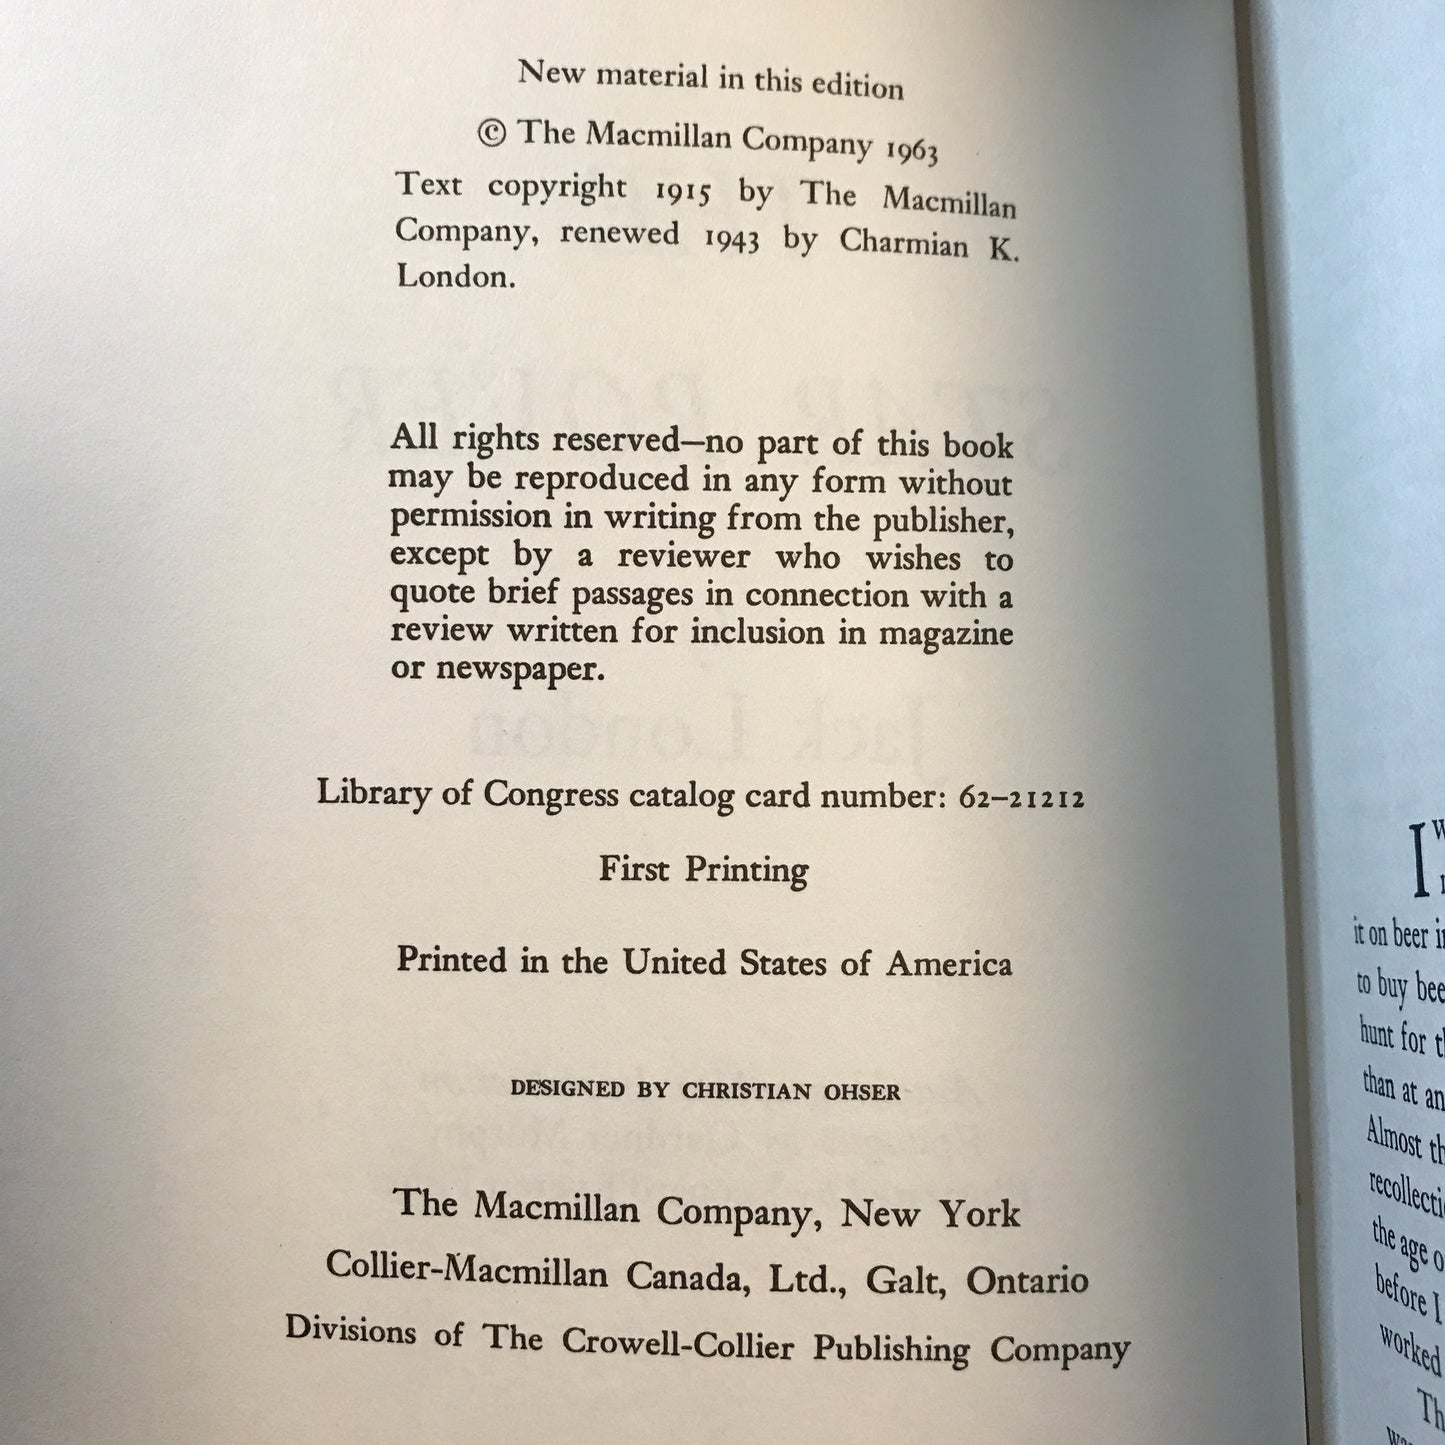 New material in this edition
© The Macmillan Company 1963
Text copyright 1915 by The Macmillan
Company, renewed 1943 by Charmian K.
London.
All rights reserved—no part of this book
may be reproduced in any form without
permission in writing from the publisher,
except by a reviewer who wishes to
quote brief passages in connection with a
review written for inclusion in magazine
or newspaper.
Library of Congress catalog card number: 62–21212
First Printing
Printed in the United States of America
DESIGNED BY CHRISTIAN OHSER
The Macmillan Company, New York
Collier-Macmillan Canada, Ltd., Galt, Ontario
Divisions of The Crowell-Collier Publishing Company
I
it on beer
to buy
hunt for
than at
Almost
recollecti
the age
before I
worked